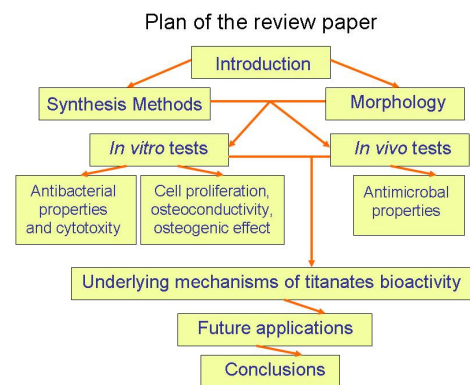 Plan of the review paper
Introduction
Synthesis Methods
Morphology
In vitro tests
In vivo tests
Antibacterial
properties
and cytotoxity
Cell proliferation,
osteoconductivity,
osteogenic effect
Antimicrobal
properties
Underlying mechanisms of titanates bioactivity
Future applications
Conclusions